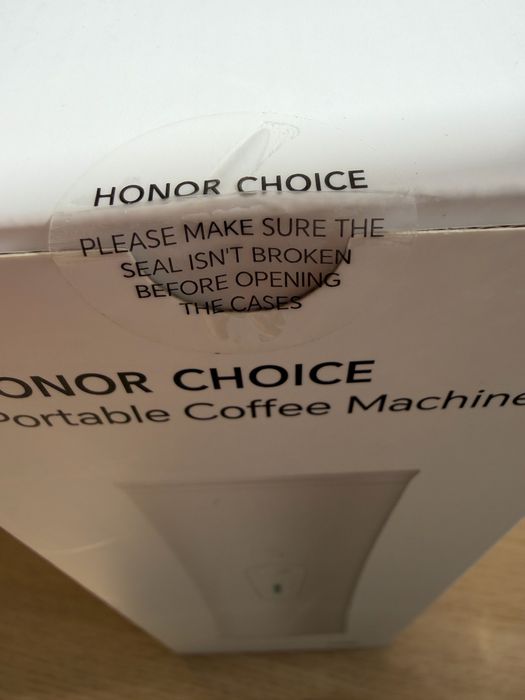 HONOR CHOICE
PLEASE MAKE SURE THE
SEAL ISN'T BROKEN
BEFORE OPENING
THE CASES
ONOR CHOICE
Portable Coffee Machine